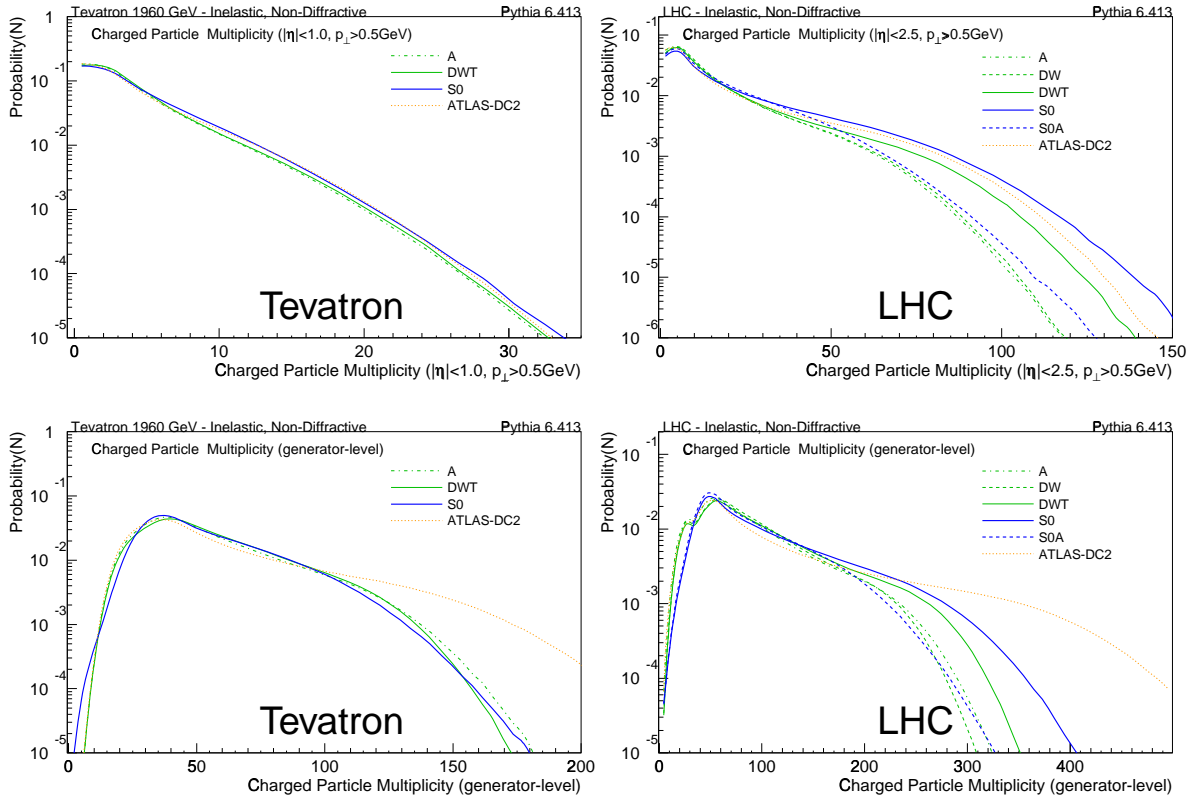 Tevatron 1960 GeV - Inelastic, Non-Diffractive Pythia 6.413
Charged Particle Multiplicity (|η|<1.0, p⊥>0.5GeV)
A
DWT
S0
ATLAS-DC2
Probability(N)
1
10 -1
10 -2
10 -3
10 -4
10 -5
Tevatron
0 10 20 30
Charged Particle Multiplicity (|η|<1.0, p⊥>0.5GeV)
LHC - Inelastic, Non-Diffractive Pythia 6.413
Charged Particle Multiplicity (|η|<2.5, p⊥>0.5GeV)
A
DW
DWT
S0
S0A
ATLAS-DC2
Probability(N)
10 -1
10 -2
10 -3
10 -4
10 -5
10 -6
LHC
0 50 100 150
Charged Particle Multiplicity (|η|<2.5, p⊥>0.5GeV)
Tevatron 1960 GeV - Inelastic, Non-Diffractive Pythia 6.413
Charged Particle Multiplicity (generator-level)
A
DWT
S0
ATLAS-DC2
Probability(N)
1
10 -1
10 -2
10 -3
10 -4
10 -5
Tevatron
0 50 100 150 200
Charged Particle Multiplicity (generator-level)
LHC - Inelastic, Non-Diffractive Pythia 6.413
Charged Particle Multiplicity (generator-level)
A
DW
DWT
S0
S0A
ATLAS-DC2
Probability(N)
10 -1
10 -2
10 -3
10 -4
10 -5
LHC
0 100 200 300 400
Charged Particle Multiplicity (generator-level)